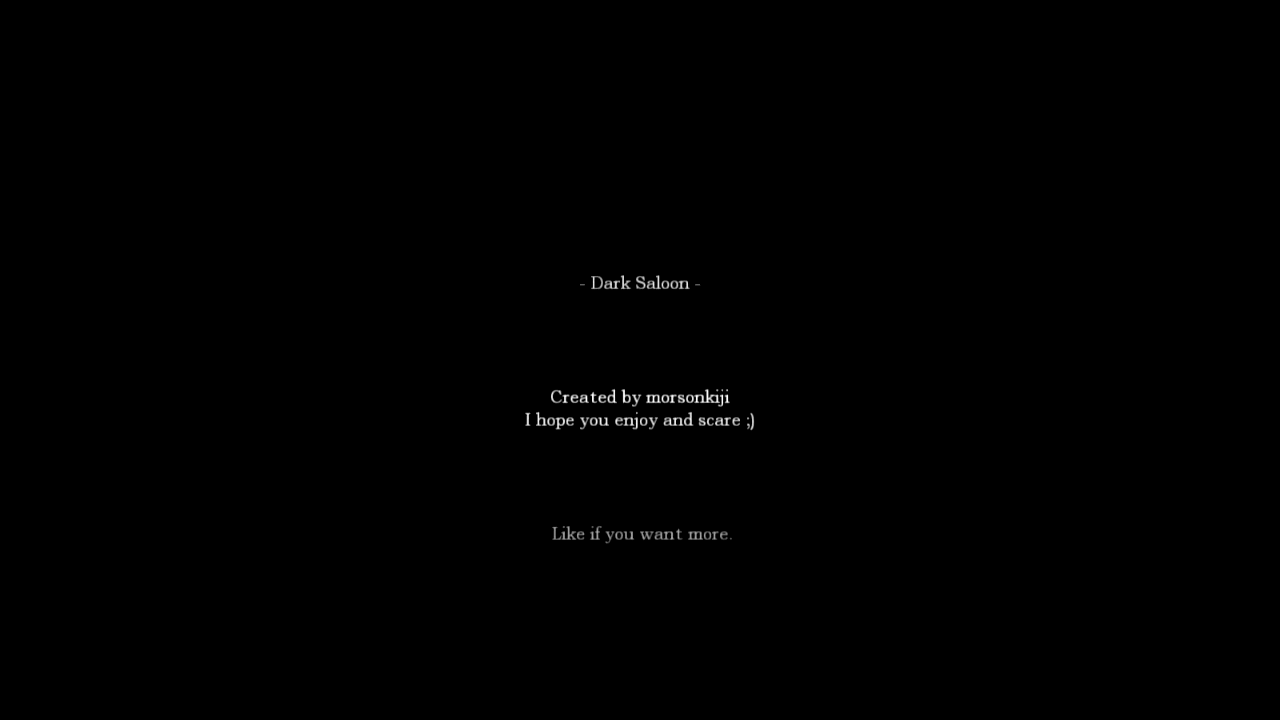 - Dark Saloon -
Created by morsonkiji
I hope you enjoy and scare ;)
Like if you want more.